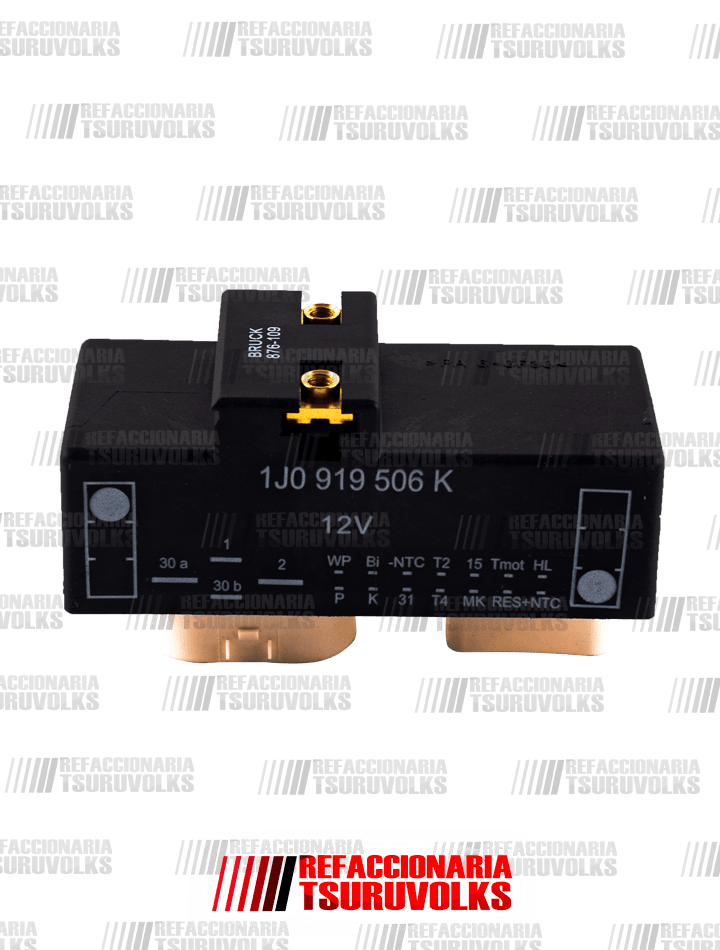 BRUCK
876-109
1J0 919 506 K
12V
WP Bi -NTC T2 15 Tmot HL
30 a 1 2
30 b
P K 31 T4 MK RES+NTC
REFACCIONARIA
TSURUVOLKS